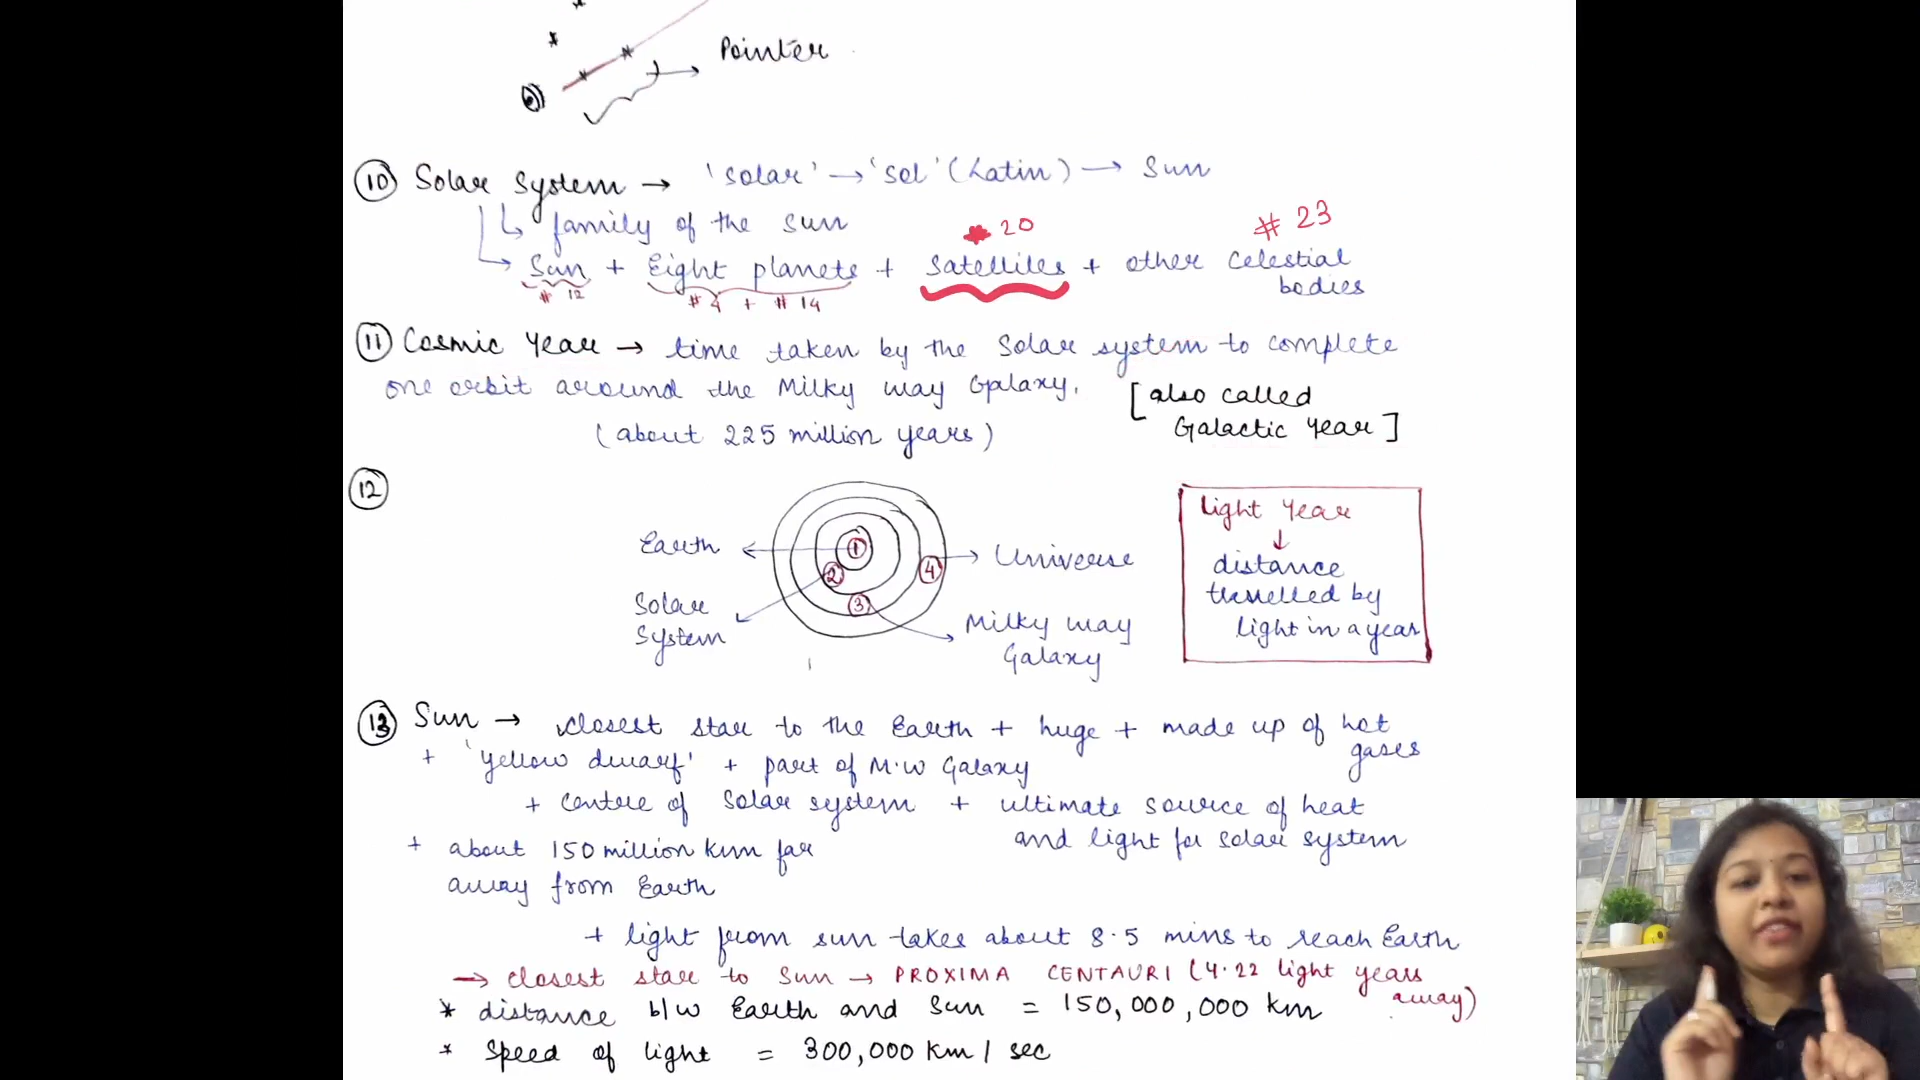 Pointer
10 Solar System → 'Solar' → 'Sol' (Latin) → Sun
family of the sun
* 20
# 23
Sun + Eight planets + Satellites + other Celestial
bodies
# 12
# 4 + # 14
11 Cosmic Year → time taken by the Solar system to complete
one orbit around the Milky way Galaxy.
[also called
Galactic Year]
(about 225 million years)
12
Earth
1
2
3
4
Universe
Solar
System
Milky way
Galaxy
Light Year
↓
distance
travelled by
light in a year
13 Sun → closest star to the Earth + huge + made up of hot
gases
+ 'yellow dwarf' + part of M.W Galaxy
+ centre of solar system + ultimate source of heat
and light for solar system
+ about 150 million km far
away from Earth
+ light from sun takes about 8.5 mins to reach Earth
→ closest star to Sun → PROXIMA CENTAURI (4.22 light years
away)
* distance b/w Earth and Sun = 150,000,000 km
* Speed of light = 300,000 km / sec